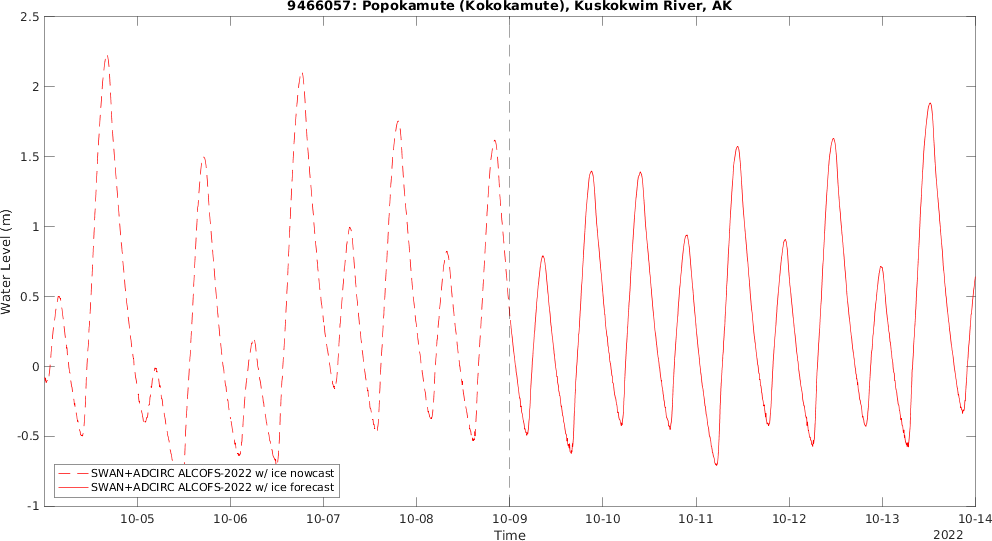 9466057: Popokamute (Kokokamute), Kuskokwim River, AK
2.5
2
1.5
1
0.5
0
-0.5
-1
Water Level (m)
SWAN+ADCIRC ALCOFS-2022 w/ ice nowcast
SWAN+ADCIRC ALCOFS-2022 w/ ice forecast
10-05 10-06 10-07 10-08 10-09 10-10 10-11 10-12 10-13 10-14
Time
2022